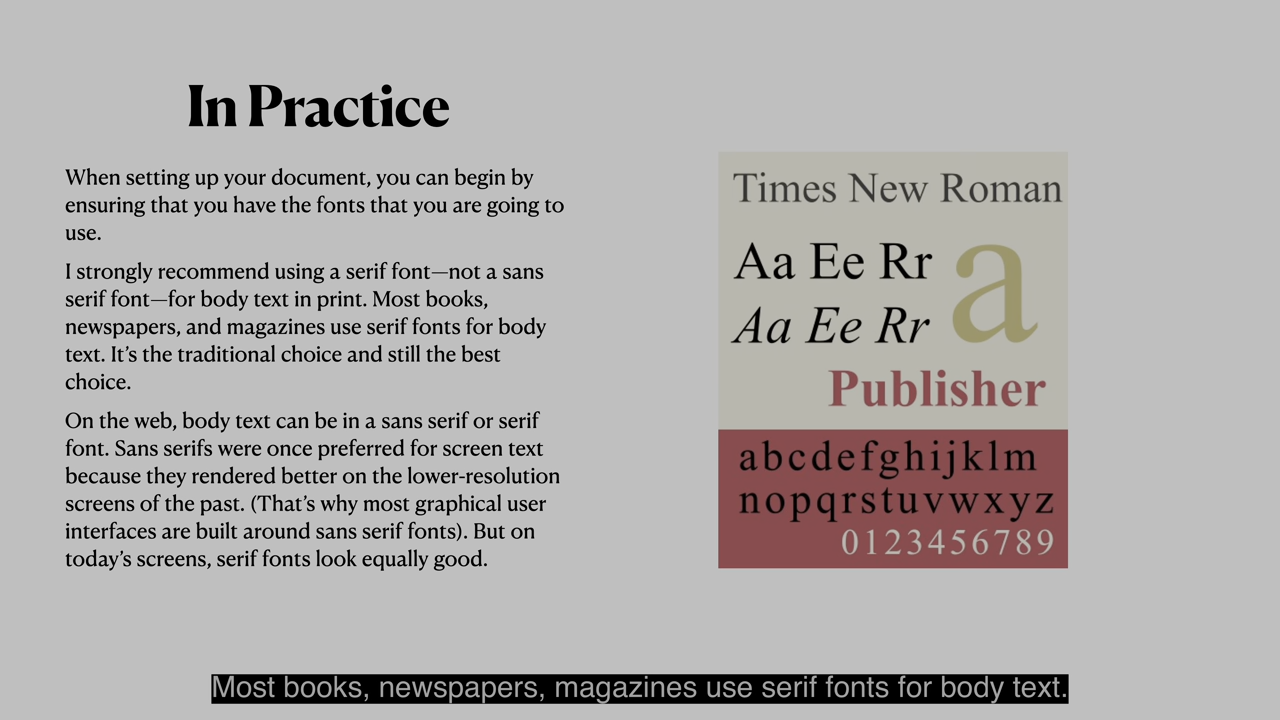 In Practice
When setting up your document, you can begin by
ensuring that you have the fonts that you are going to
use.
I strongly recommend using a serif font—not a sans
serif font—for body text in print. Most books,
newspapers, and magazines use serif fonts for body
text. It’s the traditional choice and still the best
choice.
On the web, body text can be in a sans serif or serif
font. Sans serifs were once preferred for screen text
because they rendered better on the lower-resolution
screens of the past. (That’s why most graphical user
interfaces are built around sans serif fonts). But on
today’s screens, serif fonts look equally good.
Times New Roman
Aa Ee Rr
a
Aa Ee Rr
Publisher
abcdefghijklm
nopqrstuvwxyz
0123456789
Most books, newspapers, magazines use serif fonts for body text.